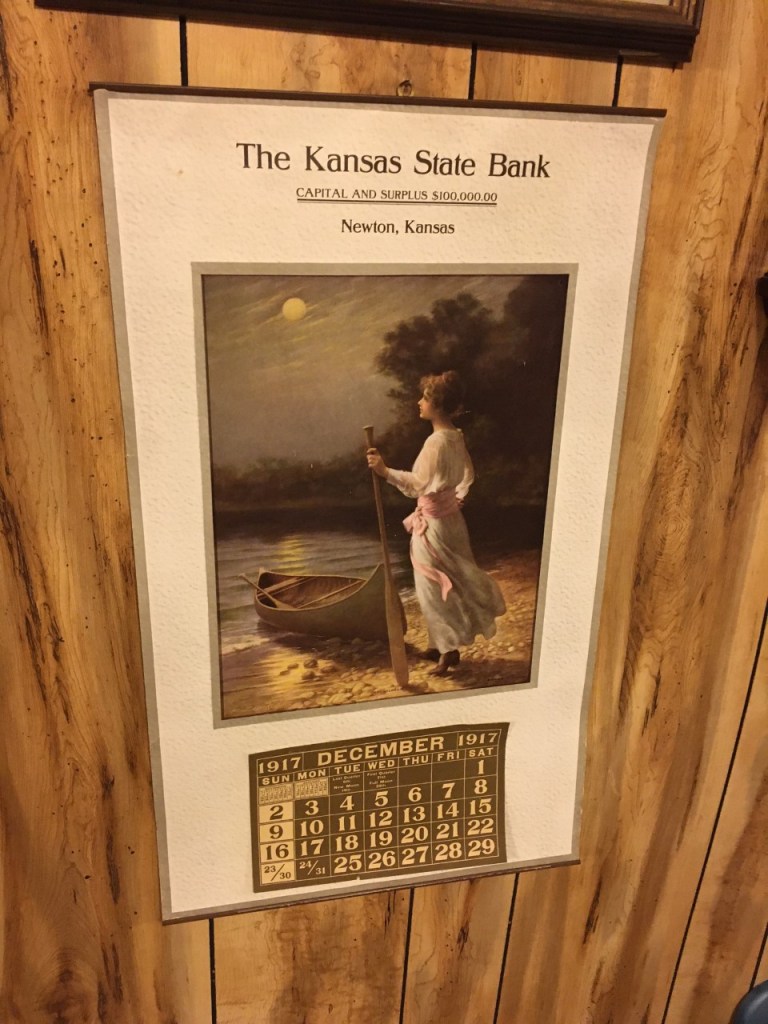 The Kansas State Bank
CAPITAL AND SURPLUS $100,000.00
Newton, Kansas
1917 DECEMBER 1917
SUN MON TUE WED THU FRI SAT
1
2 3 4 5 6 7 8
9 10 11 12 13 14 15
16 17 18 19 20 21 22
23/30 24/31 25 26 27 28 29